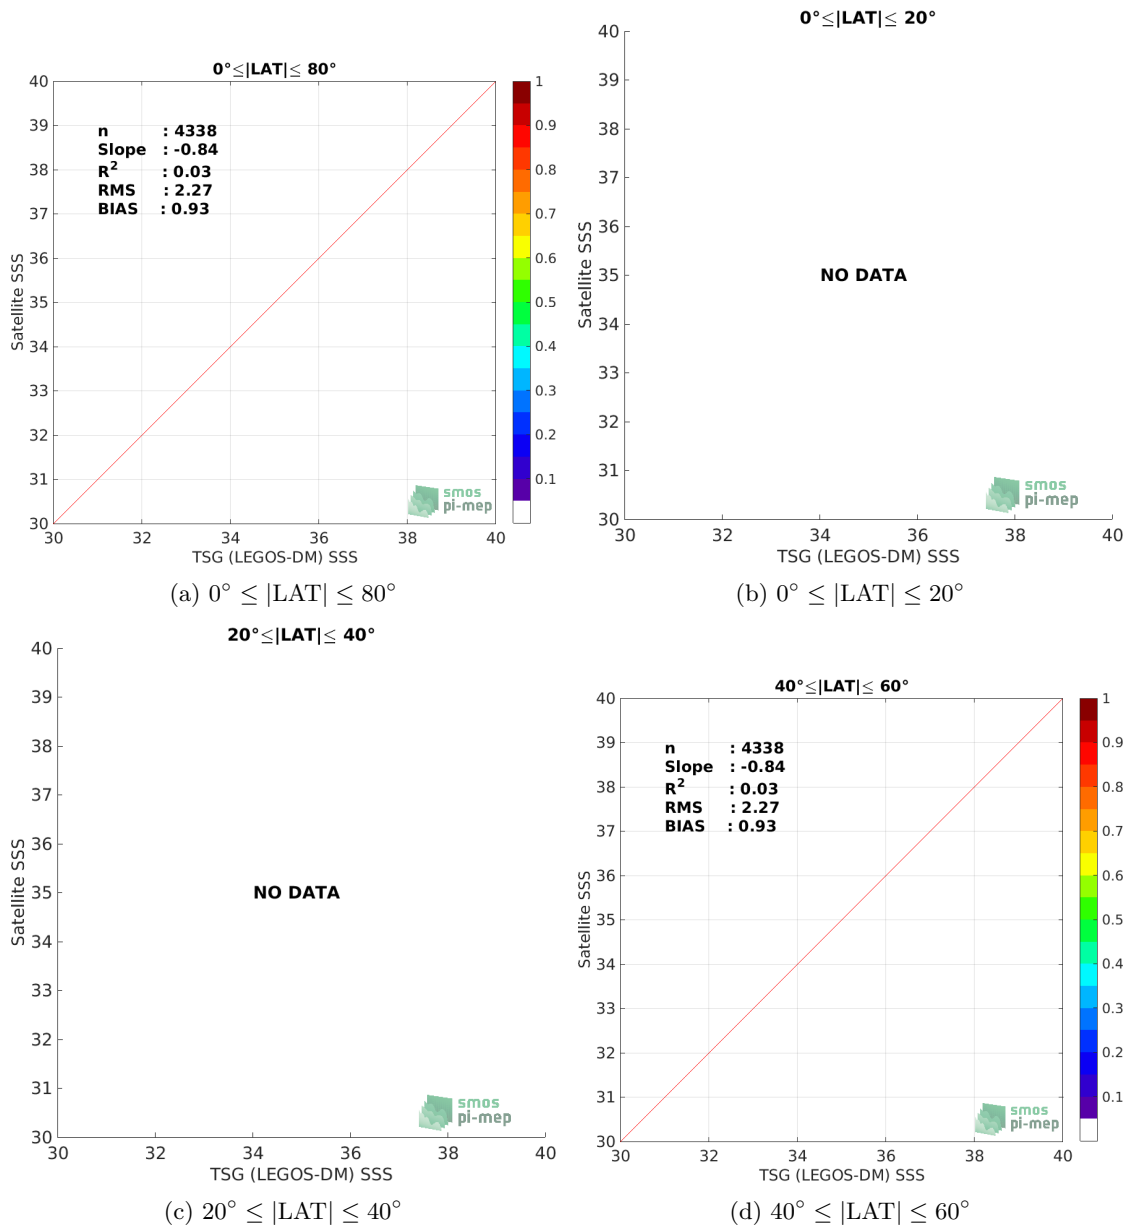 0°≤|LAT|≤ 80°
40
39
38
37
36
35
34
33
32
31
30
Satellite SSS
n : 4338
Slope : -0.84
R² : 0.03
RMS : 2.27
BIAS : 0.93
smos
pi-mep
30 32 34 36 38 40
TSG (LEGOS-DM) SSS
1
0.9
0.8
0.7
0.6
0.5
0.4
0.3
0.2
0.1
(a) 0° ≤ |LAT| ≤ 80°
0°≤|LAT|≤ 20°
40
39
38
37
36
35
34
33
32
31
30
Satellite SSS
NO DATA
smos
pi-mep
30 32 34 36 38 40
TSG (LEGOS-DM) SSS
(b) 0° ≤ |LAT| ≤ 20°
20°≤|LAT|≤ 40°
40
39
38
37
36
35
34
33
32
31
30
Satellite SSS
NO DATA
smos
pi-mep
30 32 34 36 38 40
TSG (LEGOS-DM) SSS
(c) 20° ≤ |LAT| ≤ 40°
40°≤|LAT|≤ 60°
40
39
38
37
36
35
34
33
32
31
30
Satellite SSS
n : 4338
Slope : -0.84
R² : 0.03
RMS : 2.27
BIAS : 0.93
smos
pi-mep
30 32 34 36 38 40
TSG (LEGOS-DM) SSS
1
0.9
0.8
0.7
0.6
0.5
0.4
0.3
0.2
0.1
(d) 40° ≤ |LAT| ≤ 60°